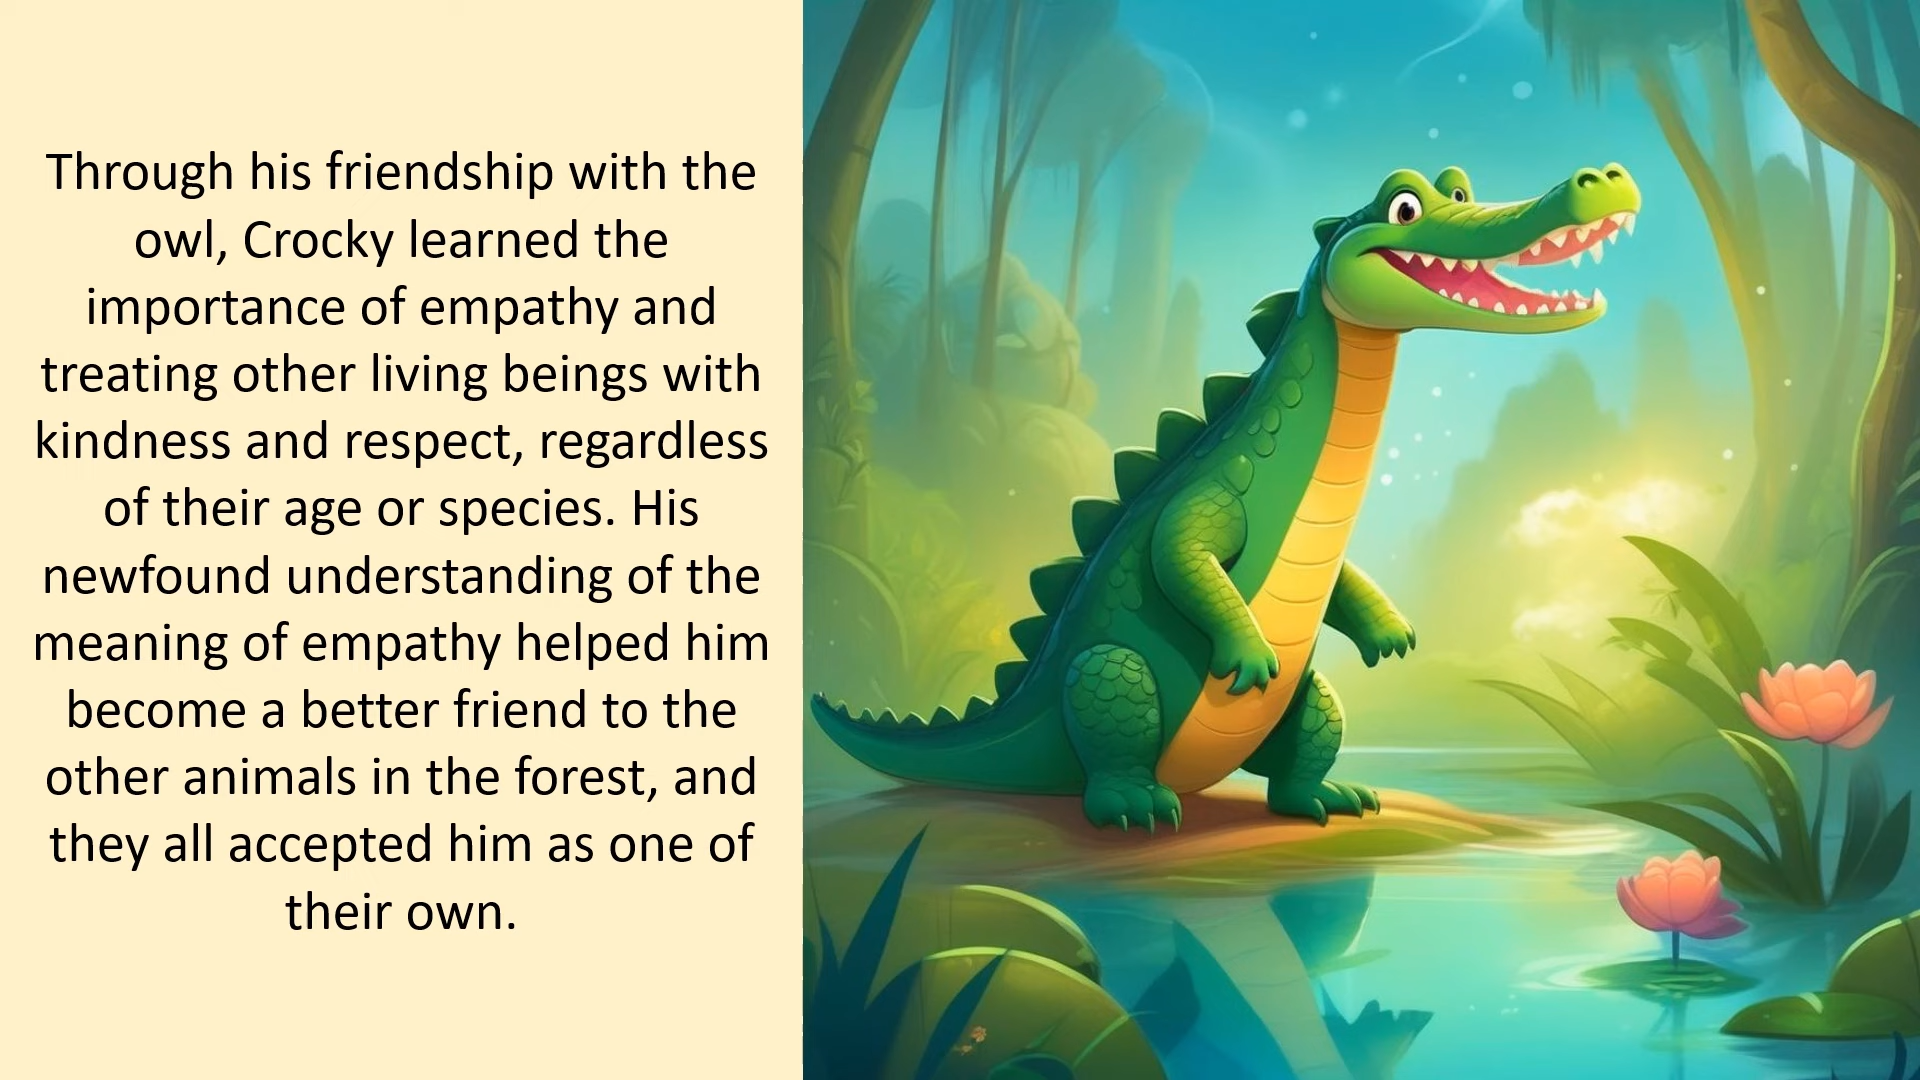 Through his friendship with the
owl, Crocky learned the
importance of empathy and
treating other living beings with
kindness and respect, regardless
of their age or species. His
newfound understanding of the
meaning of empathy helped him
become a better friend to the
other animals in the forest, and
they all accepted him as one of
their own.